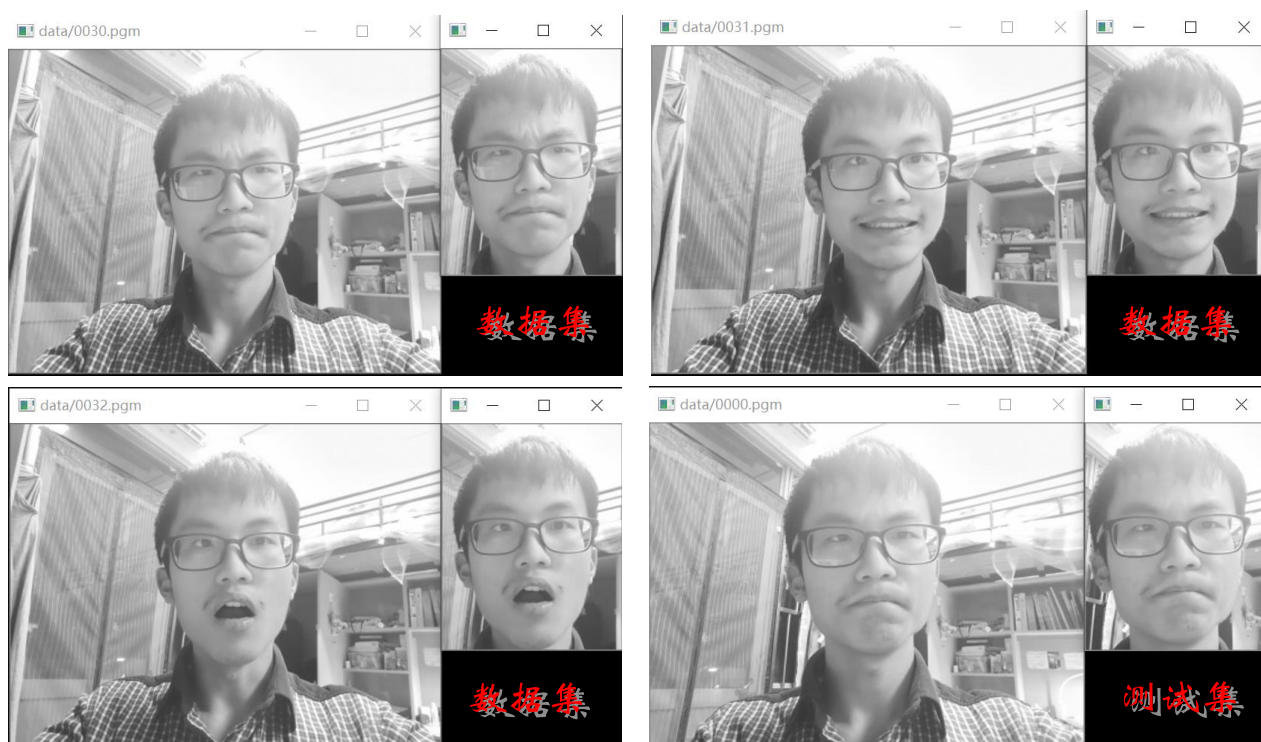 data/0030.pgm
数据集
data/0031.pgm
数据集
data/0032.pgm
数据集
data/0000.pgm
测试集